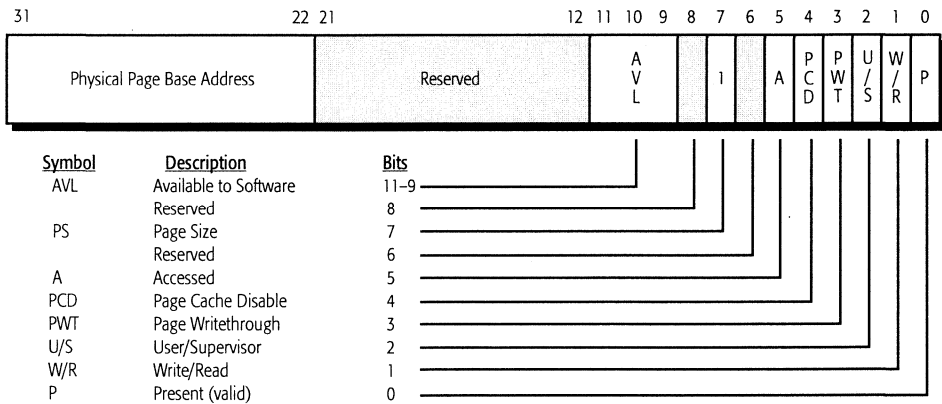 31 22 21 12 11 10 9 8 7 6 5 4 3 2 1 0
Physical Page Base Address Reserved AVL 1 A PCD PWT U/S W/R P
Symbol Description Bits
AVL Available to Software 11–9
Reserved 8
PS Page Size 7
Reserved 6
A Accessed 5
PCD Page Cache Disable 4
PWT Page Writethrough 3
U/S User/Supervisor 2
W/R Write/Read 1
P Present (valid) 0